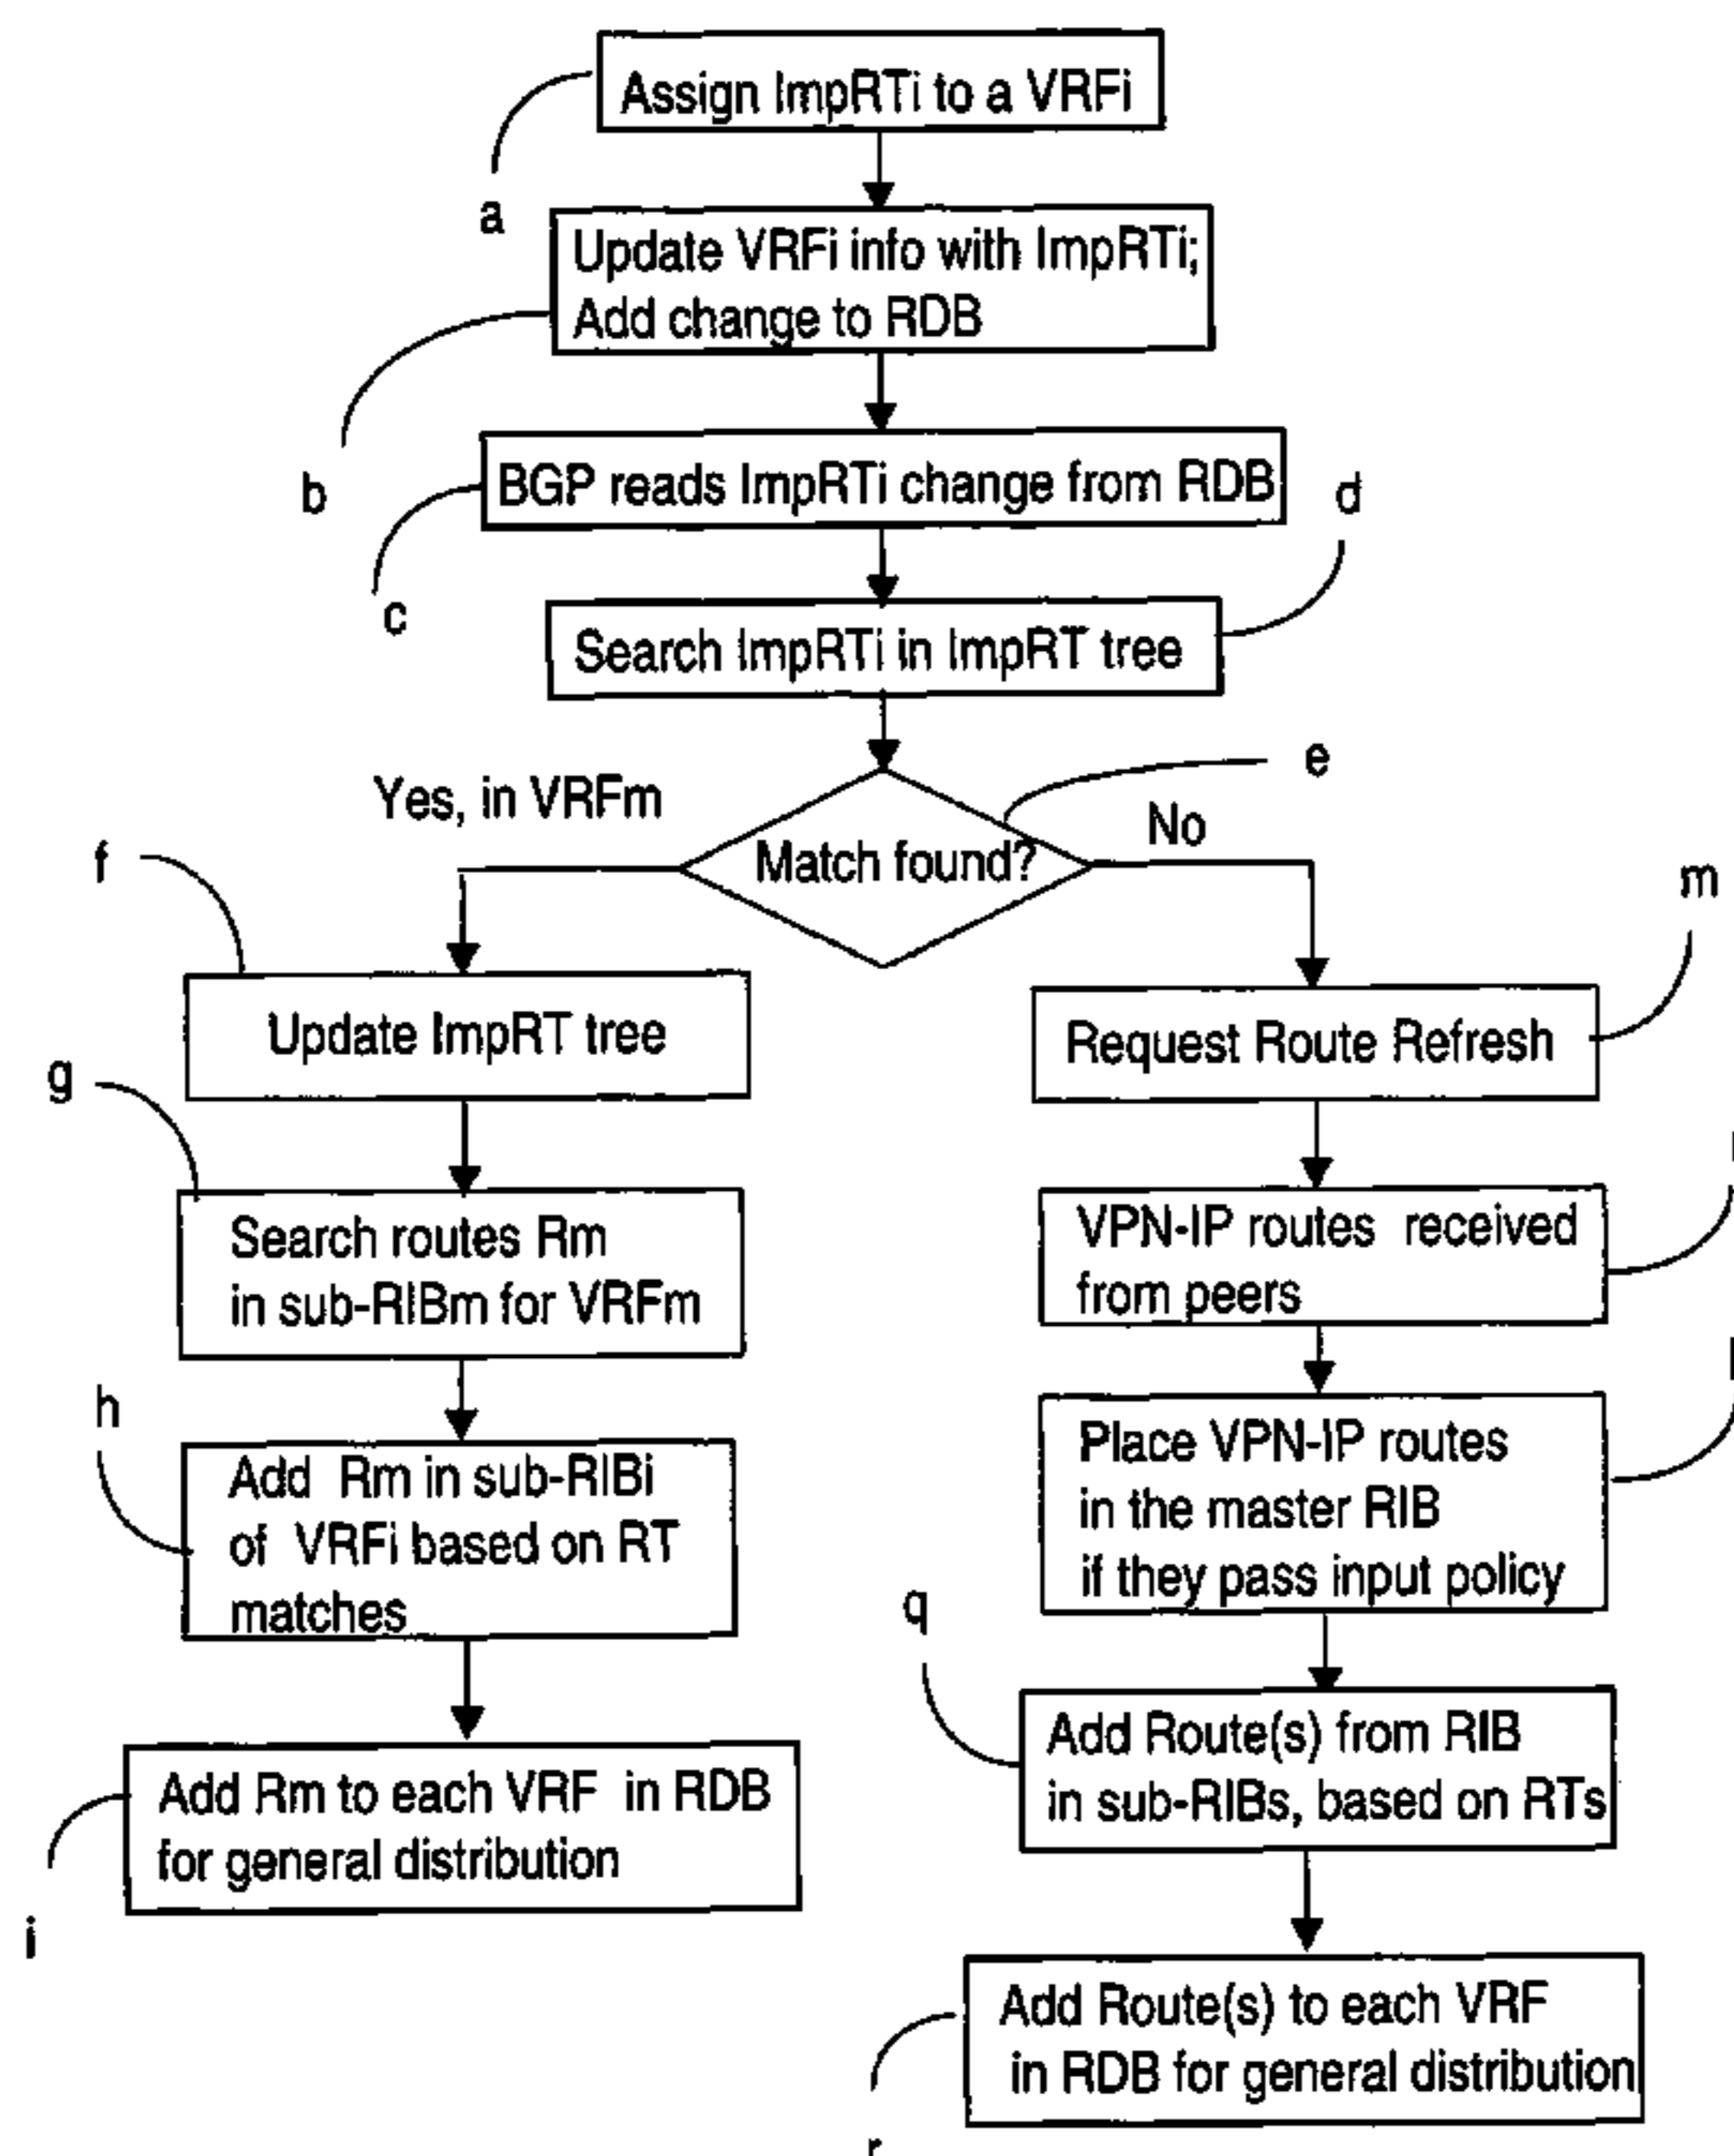 Assign ImpRTi to a VRFi
a
Update VRFi info with ImpRTi;
Add change to RDB
b
BGP reads ImpRTi change from RDB
c
d
Search ImpRTi in ImpRT tree
e
Yes, in VRFm
No
Match found?
f
m
Update ImpRT tree
Request Route Refresh
g
Search routes Rm
in sub-RIBm for VRFm
VPN-IP routes received
from peers
h
Add Rm in sub-RIBi
of VRFi based on RT
matches
Place VPN-IP routes
in the master RIB
if they pass input policy
q
Add Route(s) from RIB
in sub-RIBs, based on RTs
Add Rm to each VRF in RDB
for general distribution
i
Add Route(s) to each VRF
in RDB for general distribution
r